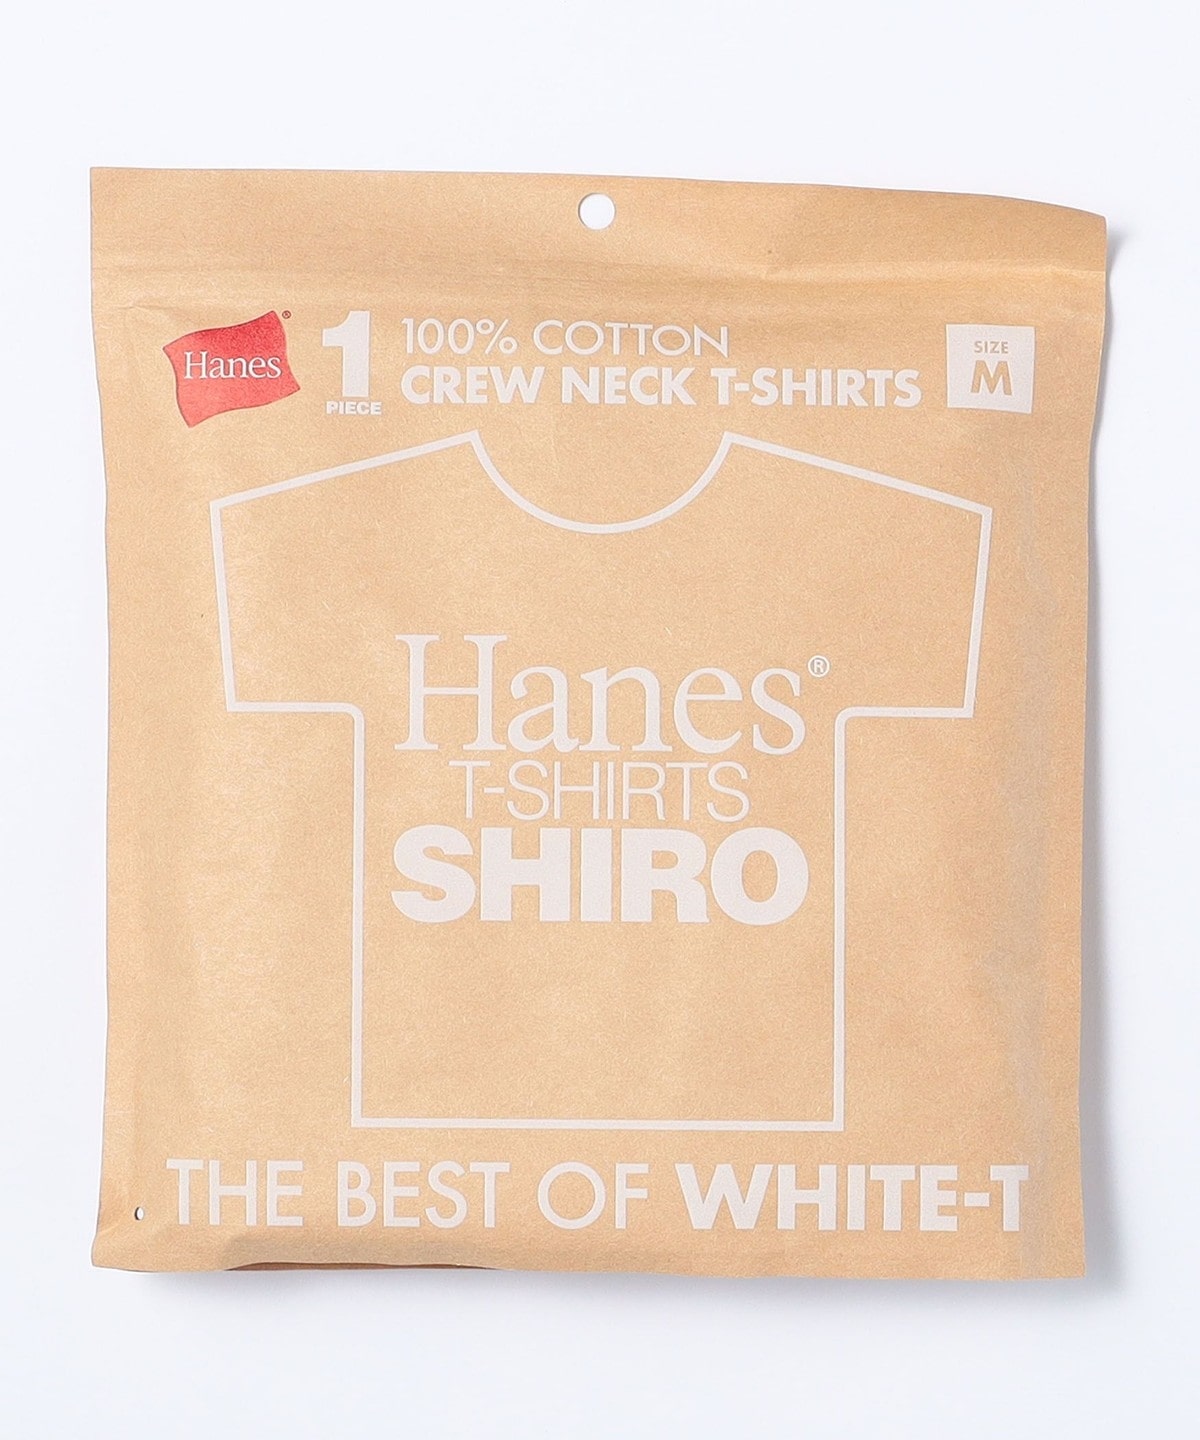 Hanes®
1
PIECE
100% COTTON
CREW NECK T-SHIRTS
SIZE
M
Hanes®
T-SHIRTS
SHIRO
THE BEST OF WHITE-T